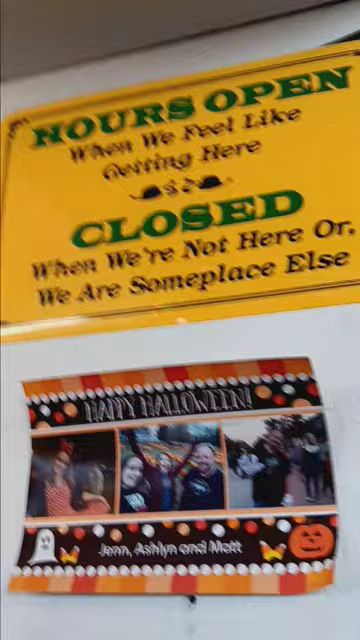 HOURS OPEN
When We Feel Like
Getting Here
CLOSED
When We're Not Here Or.
We Are Someplace Else
HAPPY HALLOWEEN!
Jenn, Ashlyn and Matt